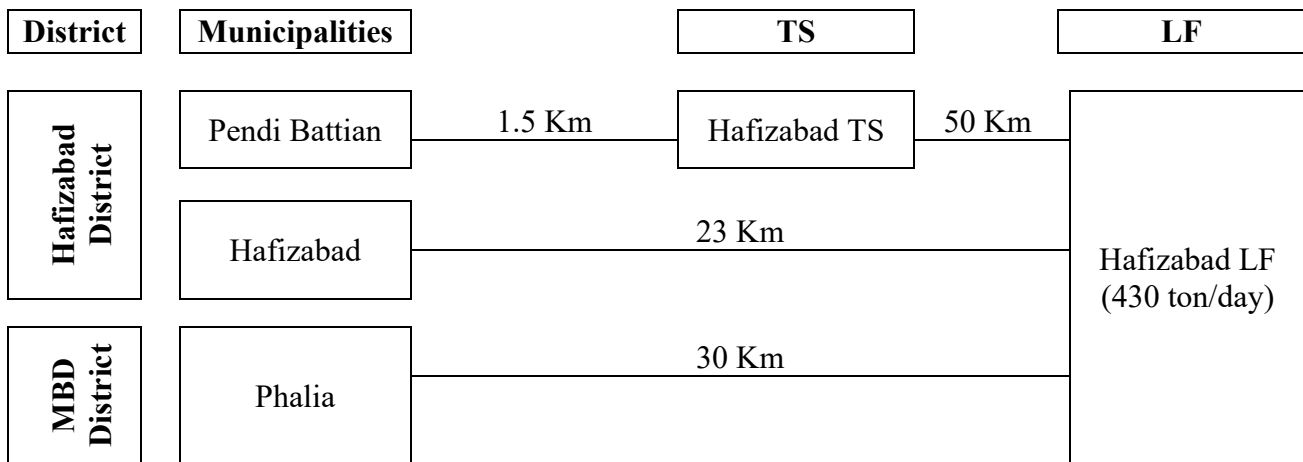 District
Municipalities
TS
LF
Hafizabad
District
Pendi Battian
1.5 Km
Hafizabad TS
50 Km
Hafizabad
23 Km
Hafizabad LF
(430 ton/day)
MBD
District
Phalia
30 Km